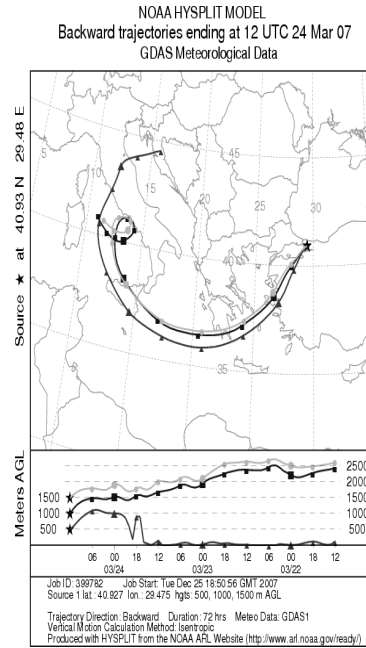 NOAA HYSPLIT MODEL
Backward trajectories ending at 12 UTC 24 Mar 07
GDAS Meteorological Data
Source ★ at 40.93 N 29.48 E
5
10
15
20
25
30
45
40
35
Meters AGL
1500
1000
500
2500
2000
1500
1000
500
06 00 18 12 06 00 18 12 06 00 18 12
03/24 03/23 03/22
Job ID: 399782 Job Start: Tue Dec 25 18:50:56 GMT 2007
Source 1 lat.: 40.927 lon.: 29.475 hgts: 500, 1000, 1500 m AGL
Trajectory Direction: Backward Duration: 72 hrs Meteo Data: GDAS1
Vertical Motion Calculation Method: Isentropic
Produced with HYSPLIT from the NOAA ARL Website (http://www.arl.noaa.gov/ready/)